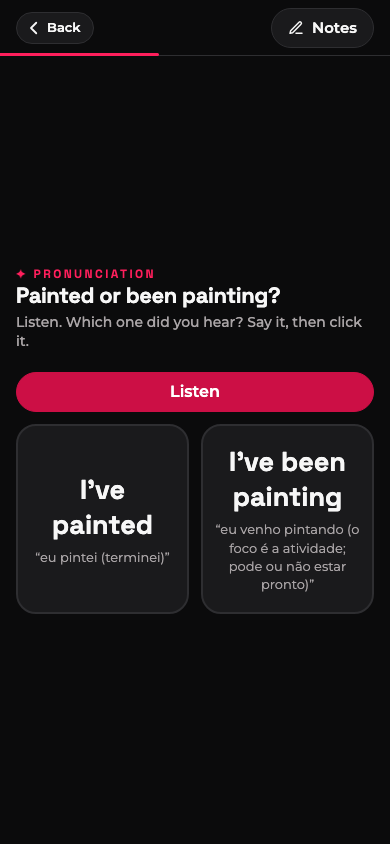 Back
Notes
PRONUNCIATION
Painted or been painting?
Listen. Which one did you hear? Say it, then click
it.
Listen
I’ve
painted
“eu pintei (terminei)”
I’ve been
painting
“eu venho pintando (o
foco é a atividade;
pode ou não estar
pronto)”